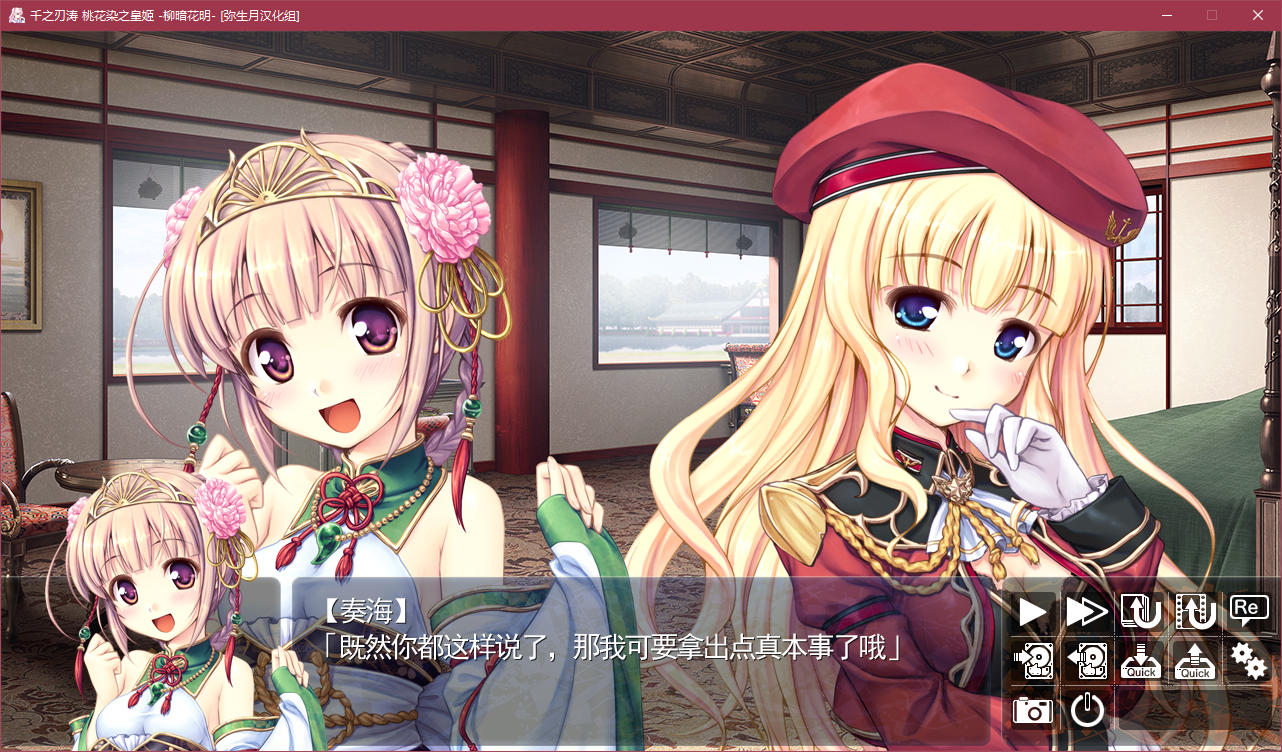 千之刃涛 桃花染之皇姬 -柳暗花明- [弥生月汉化组]
【奏海】
「既然你都这样说了，那我可要拿出点真本事了哦」
Re
Quick
Quick